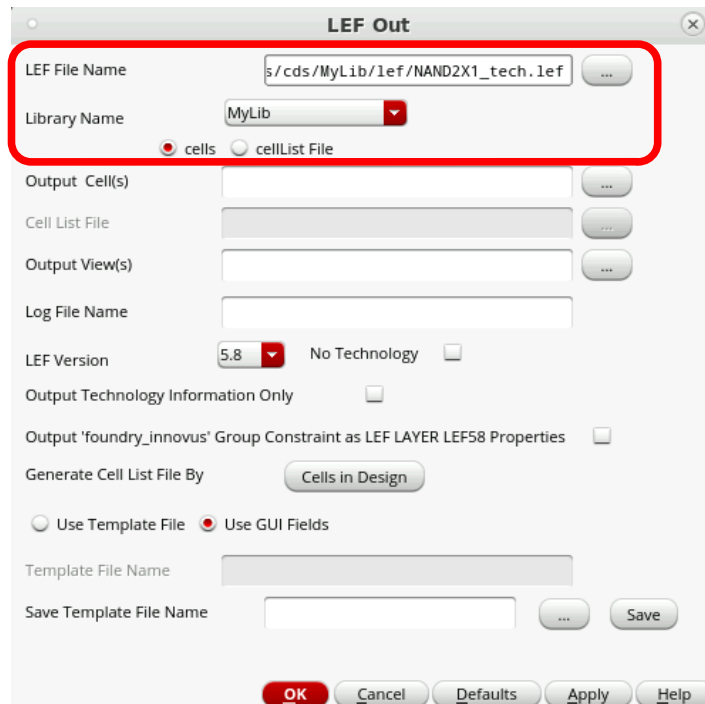 LEF Out
LEF File Name s/cds/MyLib/lef/NAND2X1_tech.lef ...
Library Name MyLib
cells cellList File
Output Cell(s) ...
Cell List File ...
Output View(s) ...
Log File Name
LEF Version 5.8 No Technology
Output Technology Information Only
Output 'foundry_innovus' Group Constraint as LEF LAYER LEF58 Properties
Generate Cell List File By Cells in Design
Use Template File Use GUI Fields
Template File Name
Save Template File Name ... Save
OK Cancel Defaults Apply Help